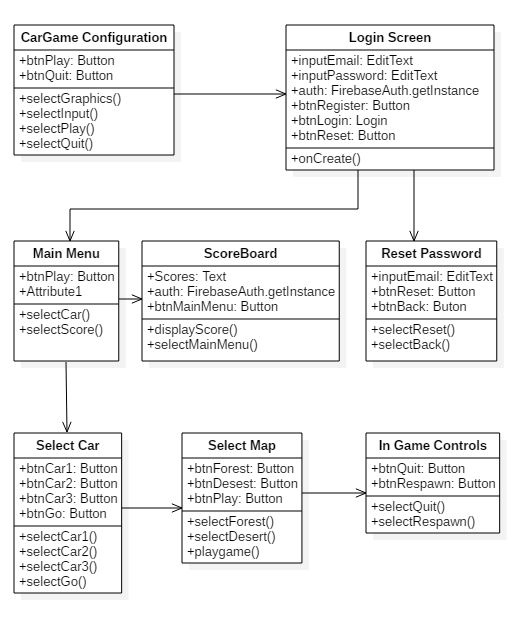 CarGame Configuration
+btnPlay: Button
+btnQuit: Button
+selectGraphics()
+selectInput()
+selectPlay()
+selectQuit()
Login Screen
+inputEmail: EditText
+inputPassword: EditText
+auth: FirebaseAuth.getInstance
+btnRegister: Button
+btnLogin: Login
+btnReset: Button
+onCreate()
Main Menu
+btnPlay: Button
+Attribute1
+selectCar()
+selectScore()
ScoreBoard
+Scores: Text
+auth: FirebaseAuth.getInstance
+btnMainMenu: Button
+displayScore()
+selectMainMenu()
Reset Password
+inputEmail: EditText
+btnReset: Button
+btnBack: Buton
+selectReset()
+selectBack()
Select Car
+btnCar1: Button
+btnCar2: Button
+btnCar3: Button
+btnGo: Button
+selectCar1()
+selectCar2()
+selectCar3()
+selectGo()
Select Map
+btnForest: Button
+btnDesest: Button
+btnPlay: Button
+selectForest()
+selectDesert()
+playgame()
In Game Controls
+btnQuit: Button
+btnRespawn: Button
+selectQuit()
+selectRespawn()